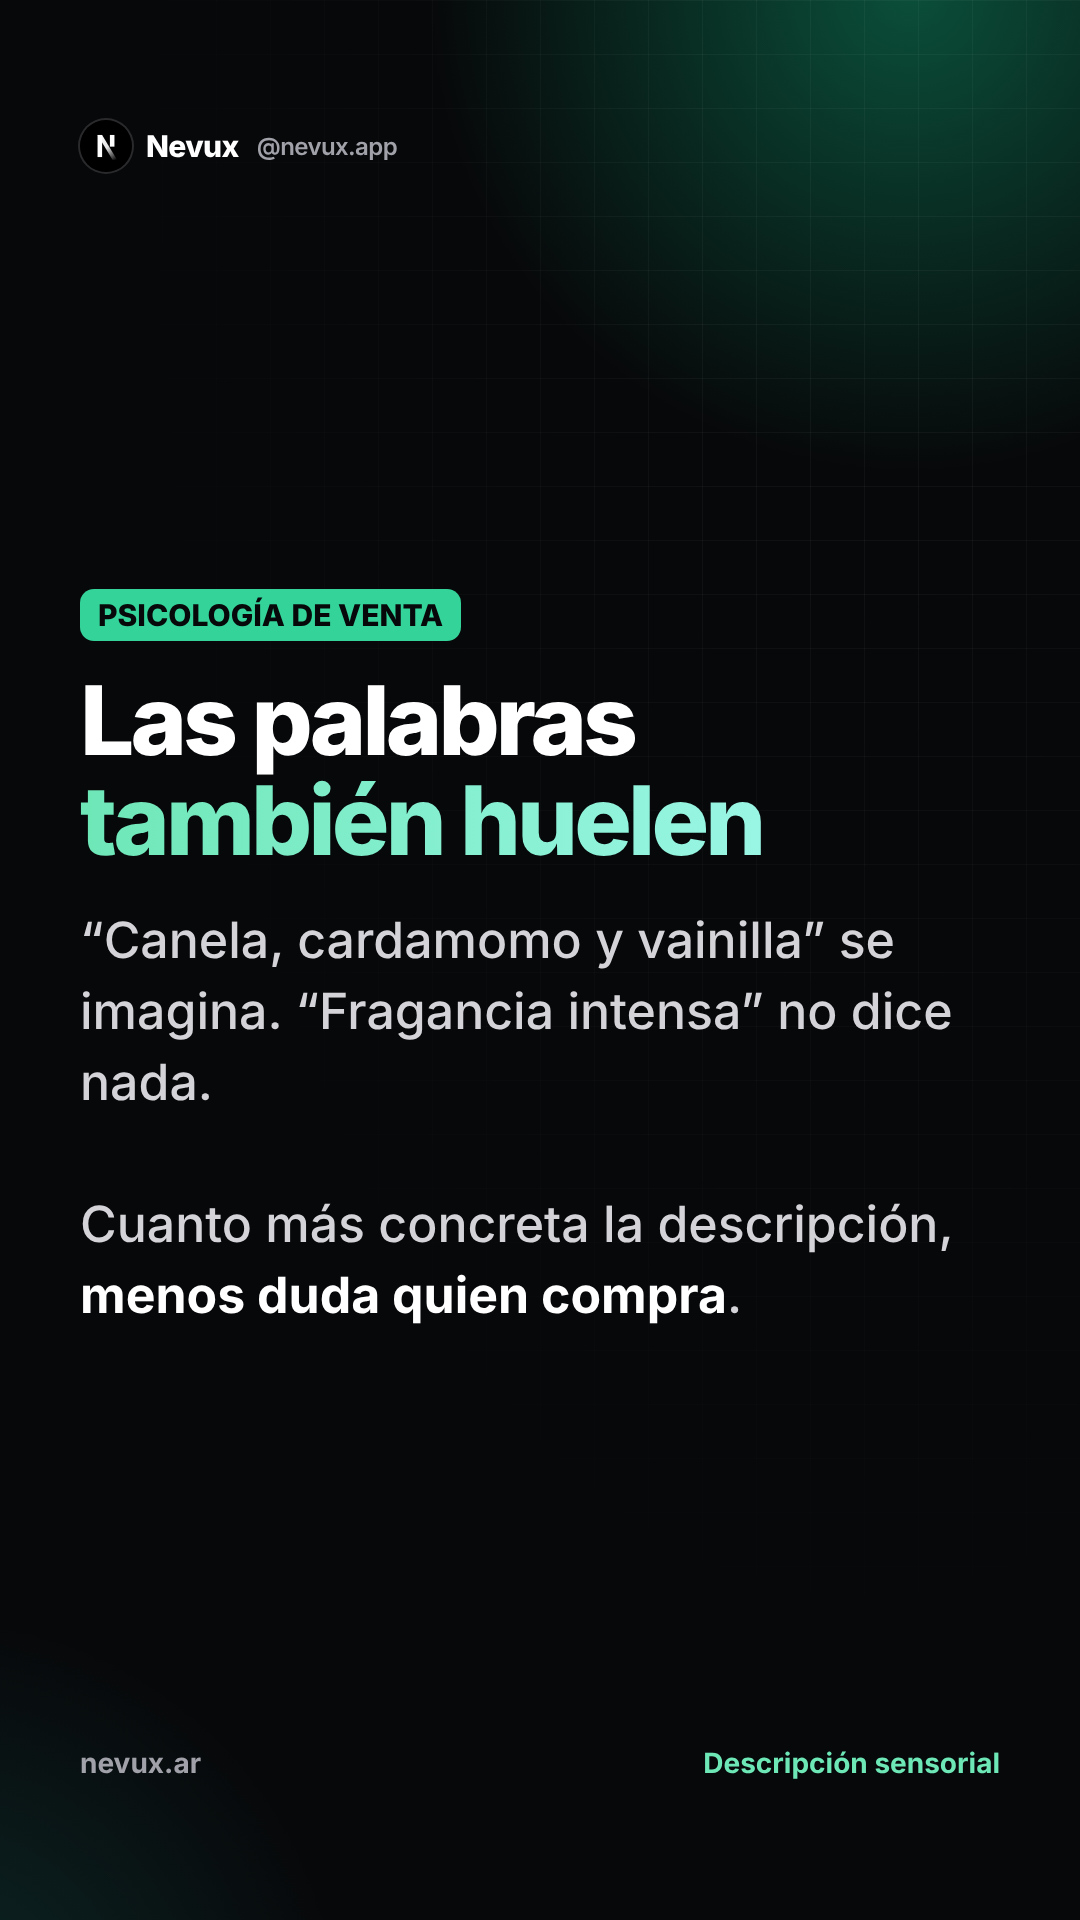 N Nevux @nevux.app
PSICOLOGÍA DE VENTA
Las palabras
también huelen
“Canela, cardamomo y vainilla” se
imagina. “Fragancia intensa” no dice
nada.
Cuanto más concreta la descripción,
menos duda quien compra.
nevux.ar
Descripción sensorial